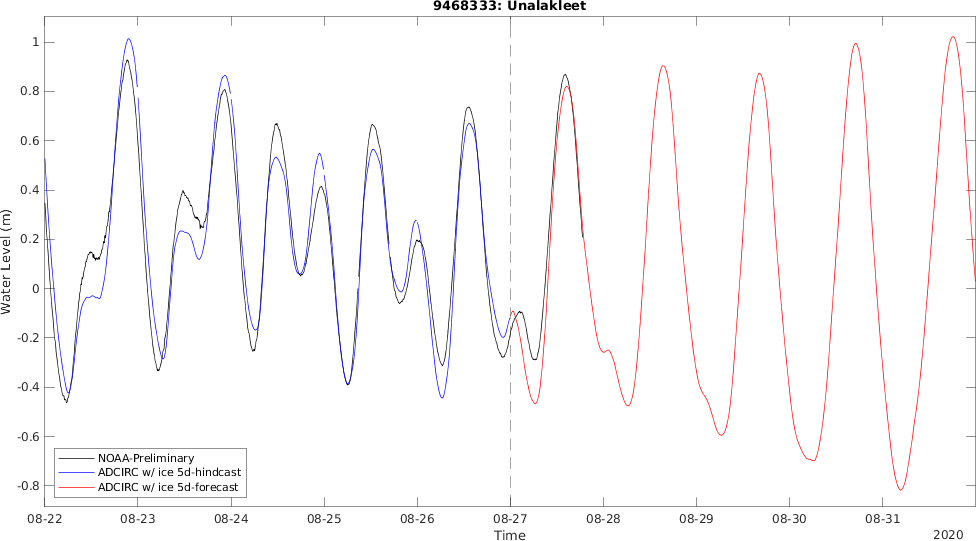 9468333: Unalakleet
1
0.8
0.6
0.4
0.2
0
-0.2
-0.4
-0.6
-0.8
Water Level (m)
NOAA-Preliminary
ADCIRC w/ ice 5d-hindcast
ADCIRC w/ ice 5d-forecast
08-22 08-23 08-24 08-25 08-26 08-27 08-28 08-29 08-30 08-31
Time
2020